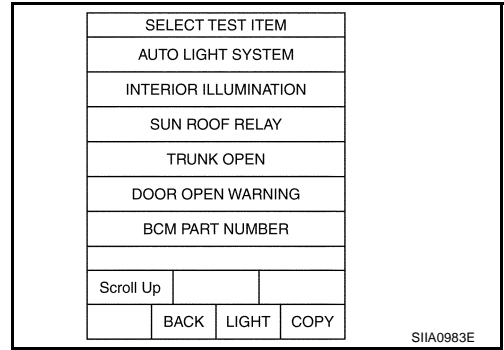 SELECT TEST ITEM
AUTO LIGHT SYSTEM
INTERIOR ILLUMINATION
SUN ROOF RELAY
TRUNK OPEN
DOOR OPEN WARNING
BCM PART NUMBER
Scroll Up
BACK LIGHT COPY
SIIA0983E